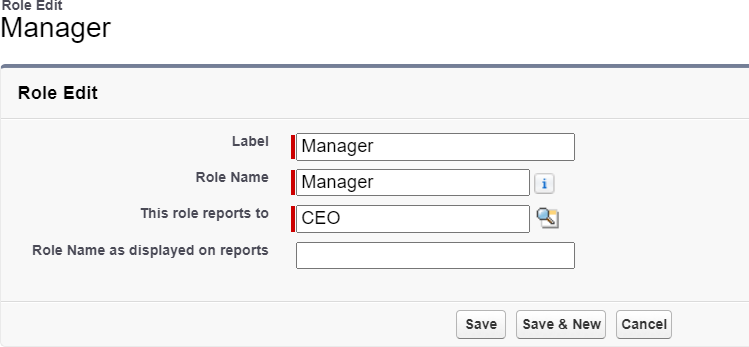 Role Edit
Manager
Role Edit
Label Manager
Role Name Manager i
This role reports to CEO
Role Name as displayed on reports
Save Save & New Cancel